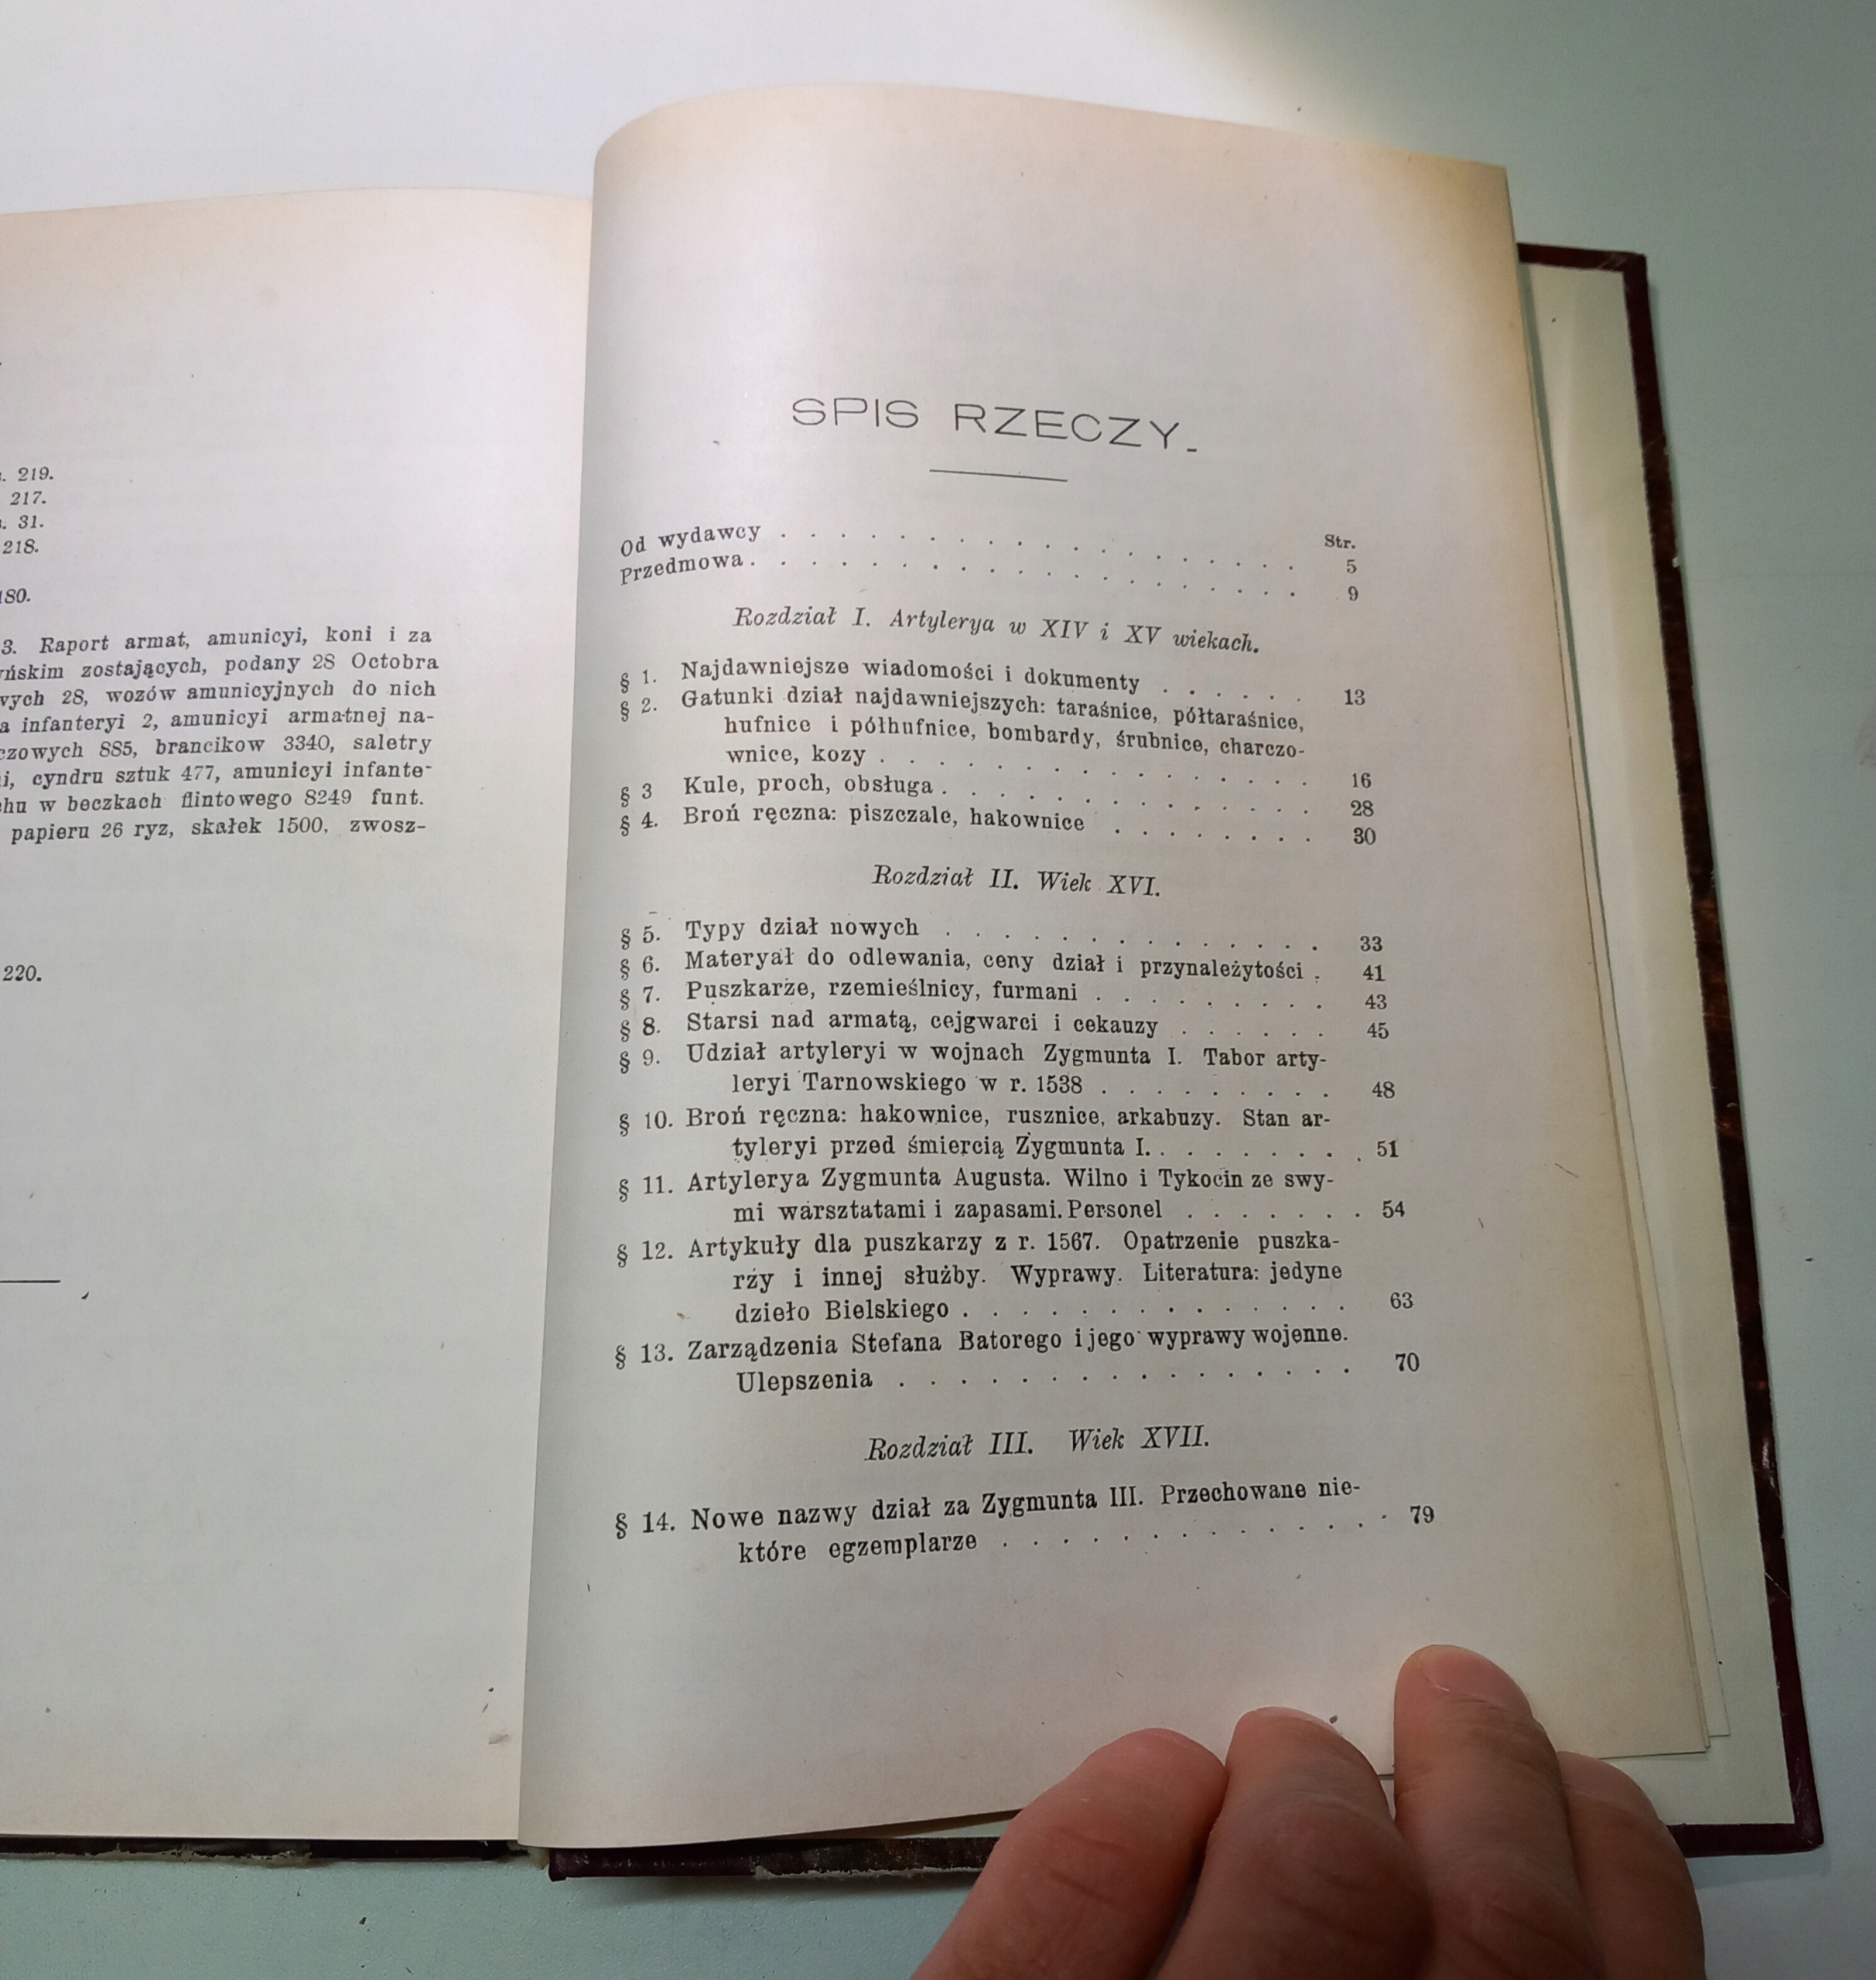 219.
217.
31.
218.
180.
3. Raport armat, amunicyi, koni i za
zostających, podany 28 Octobra
28, wozów amunicyjnych do nich
a infanteryi 2, amunicyi armatnej na-
885, brancikow 3340, saletry
cyndru sztuk 477, amunicyi infante-
w beczkach flintowego 8249 funt.
papieru 26 ryz, skałek 1500, zwosz-
220.
SPIS RZECZY.
Str.
Od wydawcy . . . . . . . . . . . . . . . . . . 5
Przedmowa . . . . . . . . . . . . . . . . . . . 9
Rozdział I. Artylerya w XIV i XV wiekach.
§ 1. Najdawniejsze wiadomości i dokumenty . . . . . . 13
§ 2. Gatunki dział najdawniejszych: taraśnice, półtaraśnice,
hufnice i półhufnice, bombardy, śrubnice, charczo-
wnice, kozy . . . . . . . . . . . . . . . 16
§ 3 Kule, proch, obsługa . . . . . . . . . . . . . 28
§ 4. Broń ręczna: piszczale, hakownice . . . . . . . . 30
Rozdział II. Wiek XVI.
§ 5. Typy dział nowych . . . . . . . . . . . . . 33
§ 6. Materyał do odlewania, ceny dział i przynależytości . 41
§ 7. Puszkarze, rzemieślnicy, furmani . . . . . . . . . 43
§ 8. Starsi nad armatą, cejgwarci i cekauzy . . . . . . 45
§ 9. Udział artyleryi w wojnach Zygmunta I. Tabor arty-
leryi Tarnowskiego w r. 1538 . . . . . . . . . 48
§ 10. Broń ręczna: hakownice, rusznice, arkabuzy. Stan ar-
tyleryi przed śmiercią Zygmunta I. . . . . . . . . 51
§ 11. Artylerya Zygmunta Augusta. Wilno i Tykocin ze swy-
mi warsztatami i zapasami. Personel . . . . . . . 54
§ 12. Artykuły dla puszkarzy z r. 1567. Opatrzenie puszka-
rzy i innej służby. Wyprawy. Literatura: jedyne
dzieło Bielskiego . . . . . . . . . . . . . . 63
§ 13. Zarządzenia Stefana Batorego i jego wyprawy wojenne.
Ulepszenia . . . . . . . . . . . . . . . . 70
Rozdział III. Wiek XVII.
§ 14. Nowe nazwy dział za Zygmunta III. Przechowane nie-
które egzemplarze . . . . . . . . . . . . . . 79